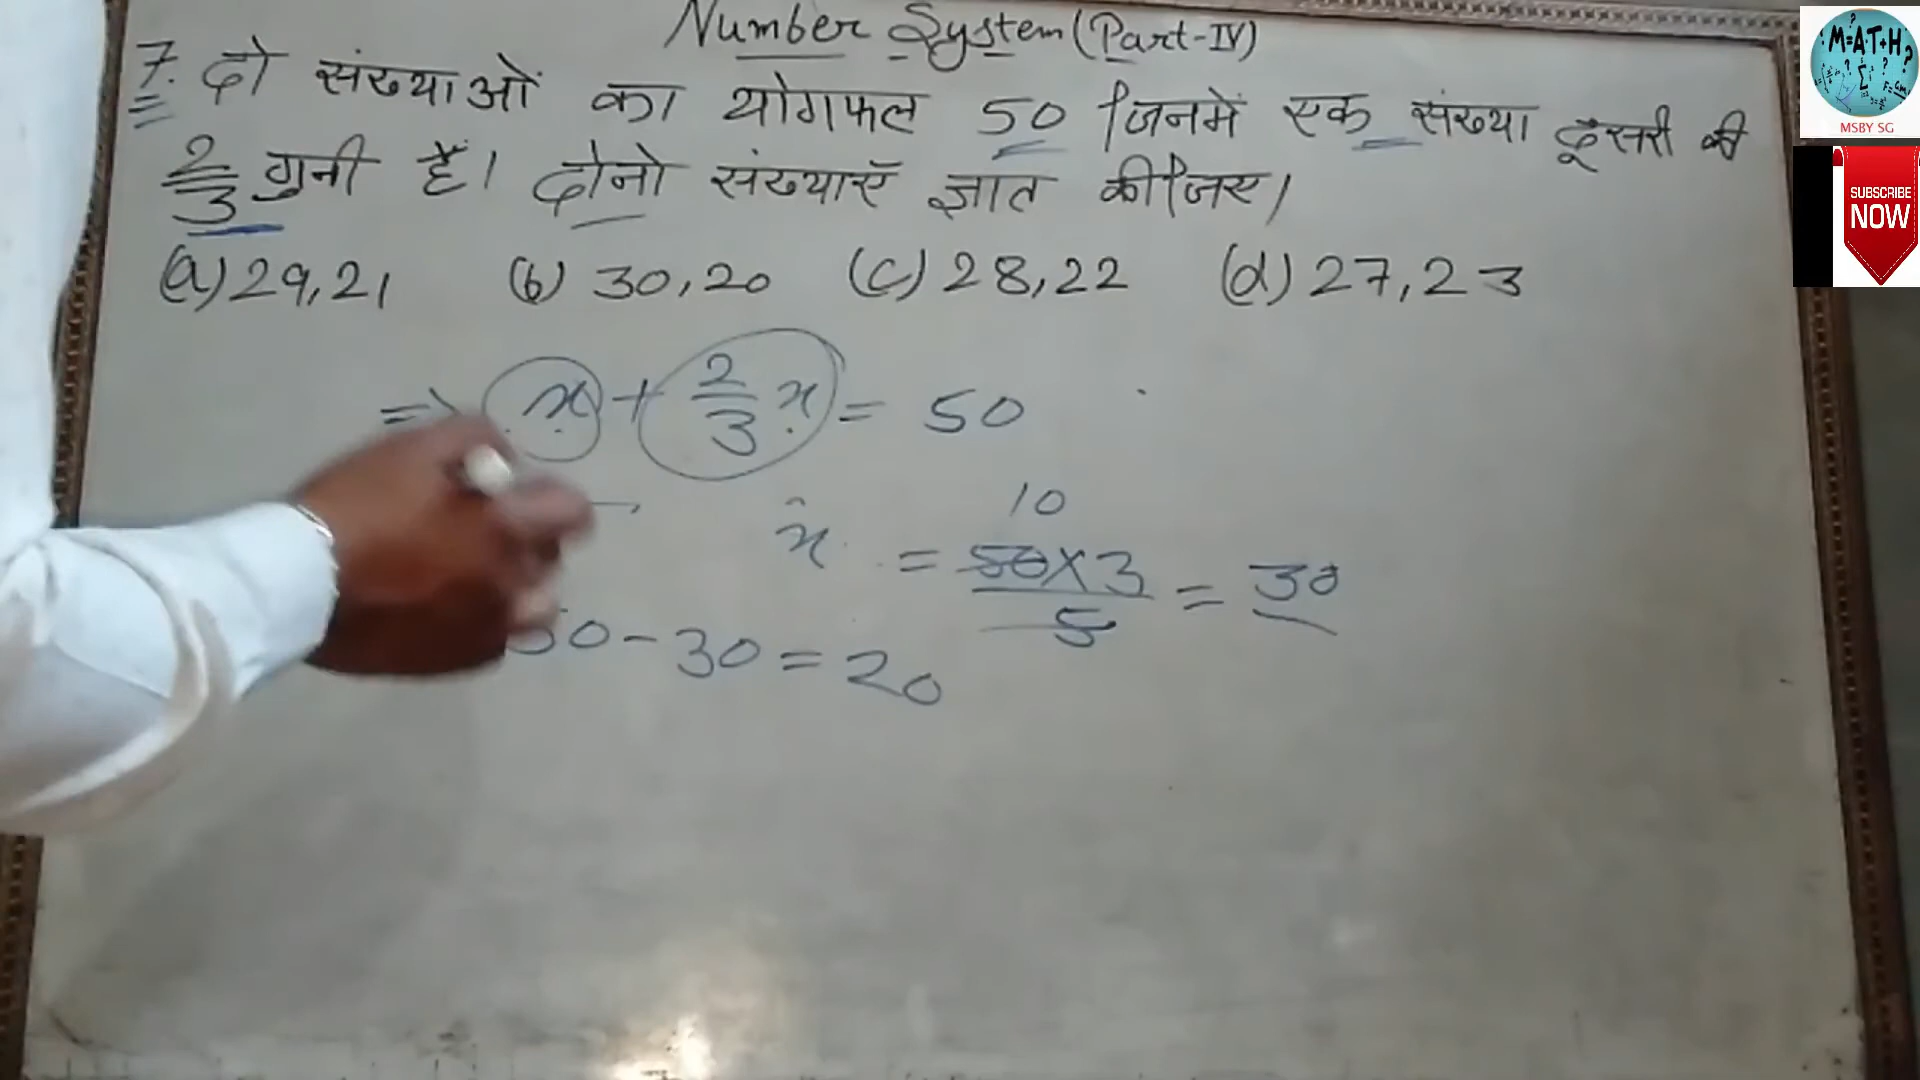 Number System (Part-IV)
7. दो संख्याओं का योगफल 50 जिनमें एक संख्या दूसरी की
2/3 गुनी हैं। दोनो संख्याएँ ज्ञात कीजिए।
(a) 29,21 (b) 30,20 (c) 28,22 (d) 27,23
⇒ x + 2/3 x = 50
10
x = 50×3/5 = 30
50-30=20
M=A·T+H
MSBY SG
SUBSCRIBE
NOW